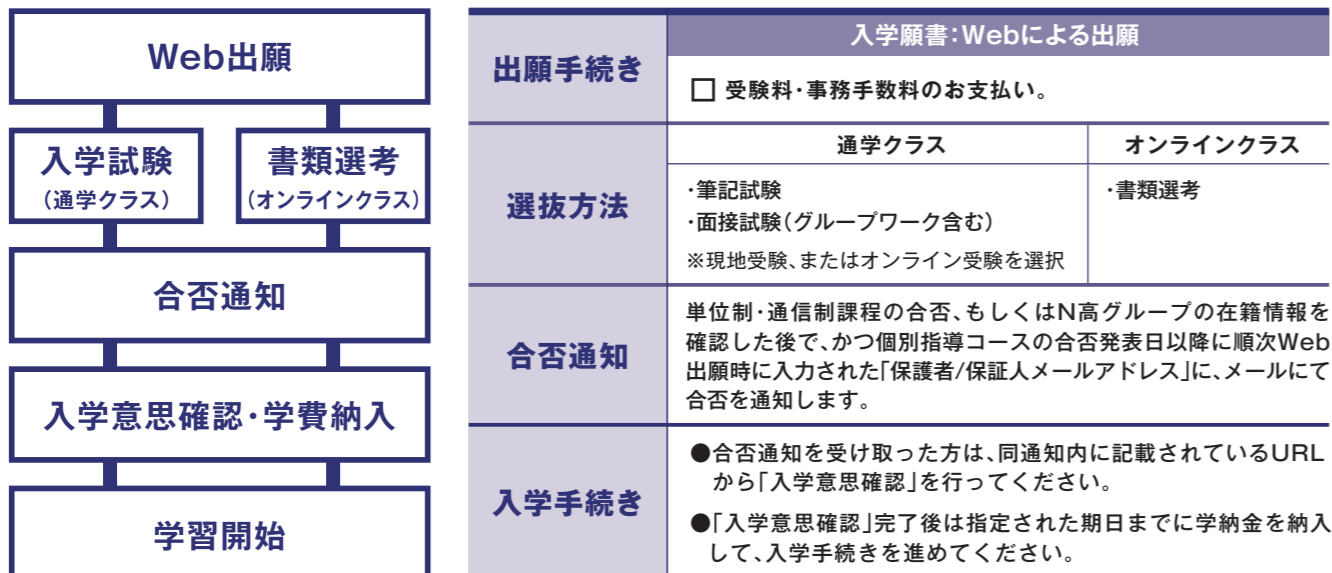 Web出願
入学試験
（通学クラス）
書類選考
（オンラインクラス）
合否通知
入学意思確認・学費納入
学習開始
出願手続き
入学願書：Webによる出願
□ 受験料・事務手数料のお支払い。
選抜方法
通学クラス
オンラインクラス
・筆記試験
・面接試験（グループワーク含む）
※現地受験、またはオンライン受験を選択
・書類選考
合否通知
単位制・通信制課程の合否、もしくはN高グループの在籍情報を
確認した後で、かつ個別指導コースの合否発表日以降に順次Web
出願時に入力された「保護者/保証人メールアドレス」に、メールにて
合否を通知します。
入学手続き
●合否通知を受け取った方は、同通知内に記載されているURL
から「入学意思確認」を行ってください。
●「入学意思確認」完了後は指定された期日までに学納金を納入
して、入学手続きを進めてください。